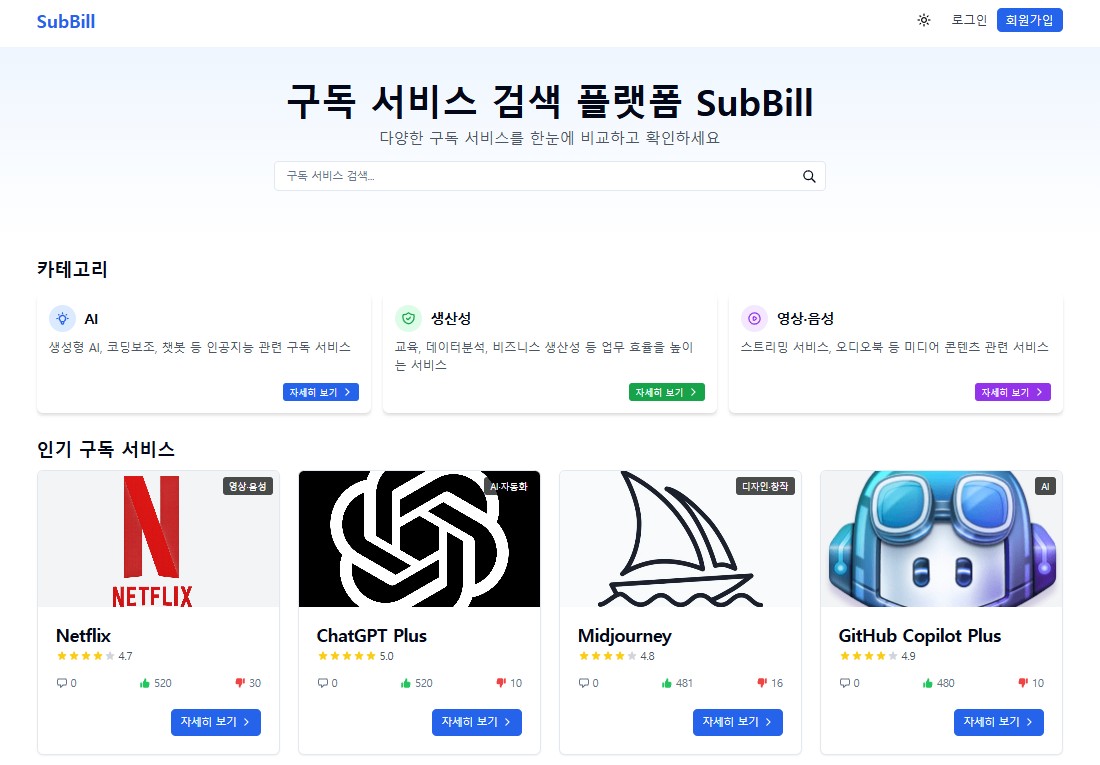 SubBill
로그인
회원가입
구독 서비스 검색 플랫폼 SubBill
다양한 구독 서비스를 한눈에 비교하고 확인하세요
구독 서비스 검색...
카테고리
AI
생성형 AI, 코딩보조, 챗봇 등 인공지능 관련 구독 서비스
자세히 보기
생산성
교육, 데이터분석, 비즈니스 생산성 등 업무 효율을 높이
는 서비스
자세히 보기
영상·음성
스트리밍 서비스, 오디오북 등 미디어 콘텐츠 관련 서비스
자세히 보기
인기 구독 서비스
영상·음성
NETFLIX
Netflix
4.7
0
520
30
자세히 보기
AI·자동화
ChatGPT Plus
5.0
0
520
10
자세히 보기
디자인·창작
Midjourney
4.8
0
481
16
자세히 보기
AI
GitHub Copilot Plus
4.9
0
480
10
자세히 보기